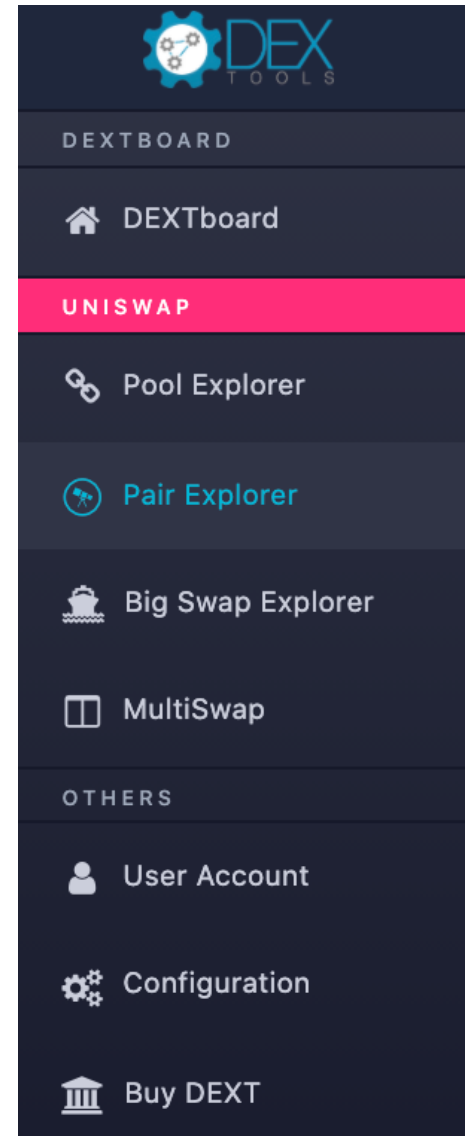 DEX
TOOLS
DEXTBOARD
DEXTboard
UNISWAP
Pool Explorer
Pair Explorer
Big Swap Explorer
MultiSwap
OTHERS
User Account
Configuration
Buy DEXT